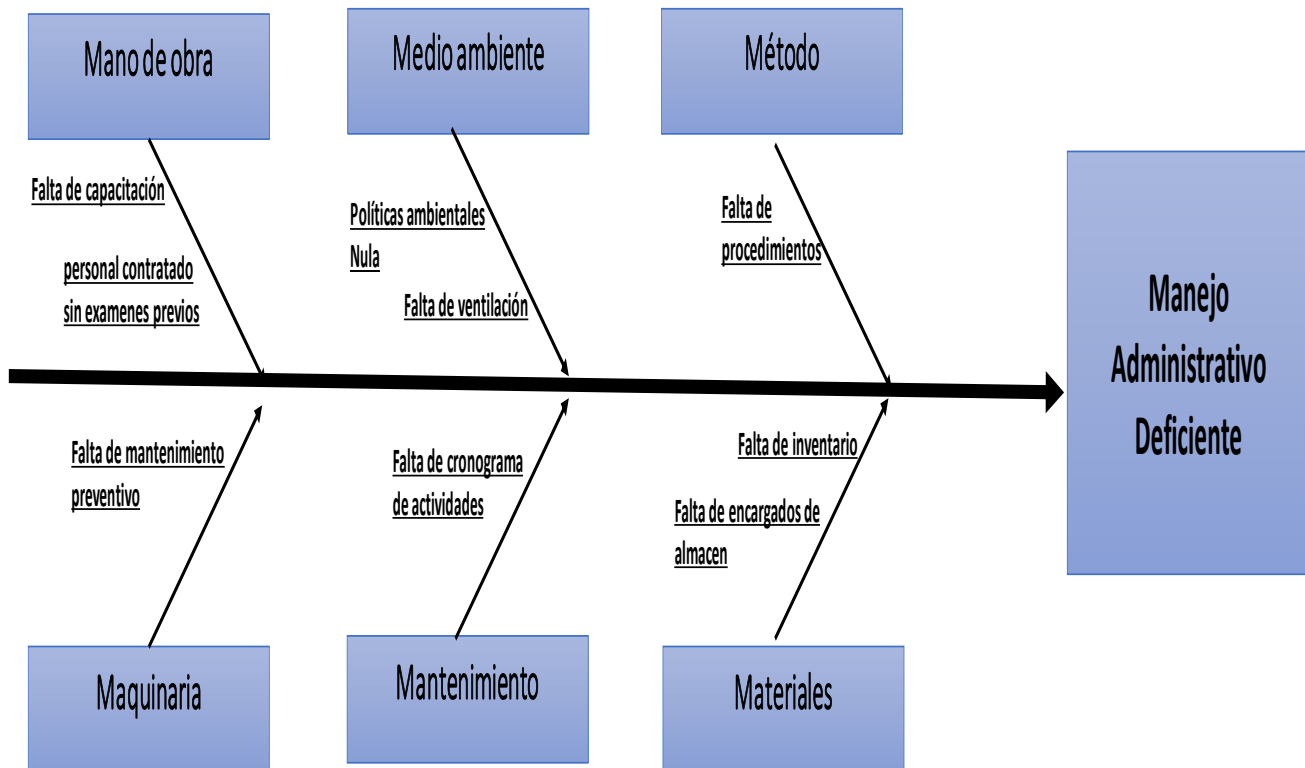 Mano de obra
Medio ambiente
Método
Falta de capacitación
personal contratado
sin examenes previos
Políticas ambientales
Nula
Falta de ventilación
Falta de
procedimientos
Manejo
Administrativo
Deficiente
Falta de mantenimiento
preventivo
Falta de cronograma
de actividades
Falta de inventario
Falta de encargados de
almacen
Maquinaria
Mantenimiento
Materiales